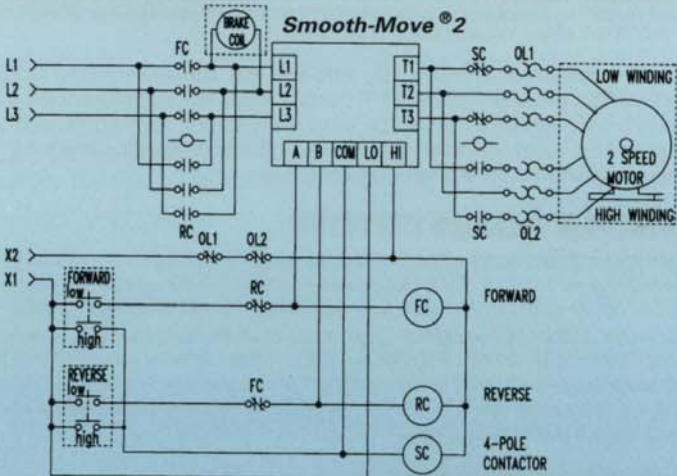 Smooth-Move ® 2
BRAKE
COIL
FC
L1
L2
L3
L1
L2
L3
T1
T2
T3
A B COM LO HI
RC
SC
OL1
LOW WINDING
2 SPEED
MOTOR
HIGH WINDING
SC
OL2
X2
X1
OL1
OL2
FORWARD
low
high
RC
FC
FORWARD
REVERSE
low
high
FC
RC
REVERSE
SC
4-POLE
CONTACTOR